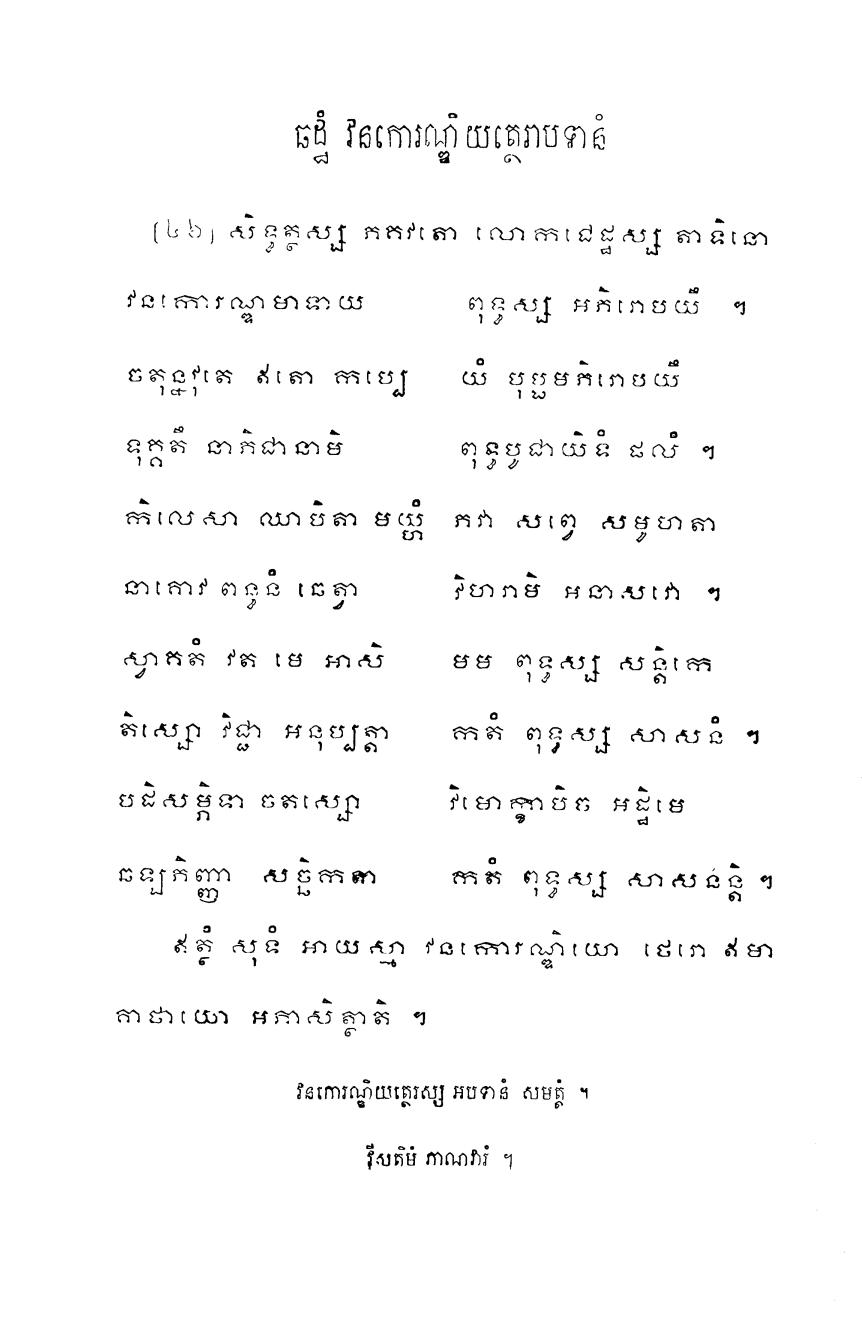 ឆដ្ឋំ វនកោរណ្ឌិយត្ថេរាបទានំ
[៤៦] សិទ្ធត្ថស្ស ភគវតោ លោកជេដ្ឋស្ស តាទិនោ
វនកោរណ្ឌមាទាយ ពុទ្ធស្ស អភិរោបយឹ ។
ចតុន្នវុតេ ឥតោ កប្បេ យំ បុប្ផមភិរោបយឹ
ទុគ្គតឹ នាភិជានាមិ ពុទ្ធបូជាយិទំ ផលំ ។
កិលេសា ឈាបិតា មយ្ហំ ភវា សព្វេ សមូហតា
នាគោវ ពន្ធនំ ឆេត្វា វិហរាមិ អនាសវោ ។
ស្វាគតំ វត មេ អាសិ មម ពុទ្ធស្ស សន្តិកេ
តិស្សោ វិជ្ជា អនុប្បត្តា កតំ ពុទ្ធស្ស សាសនំ ។
បដិសម្ភិទា ចតស្សោ វិមោក្ខាបិច អដ្ឋិមេ
ឆឡភិញ្ញា សច្ឆិកតា កតំ ពុទ្ធស្ស សាសនន្តិ ។
ឥត្ថំ សុទំ អាយស្មា វនកោរណ្ឌិយោ ថេរោ ឥមា
គាថាយោ អភាសិត្ថាតិ ។
វនកោរណ្ឌិយត្ថេរស្ស អបទានំ សមត្តំ ។
វីសតិមំ ភាណវារំ ។